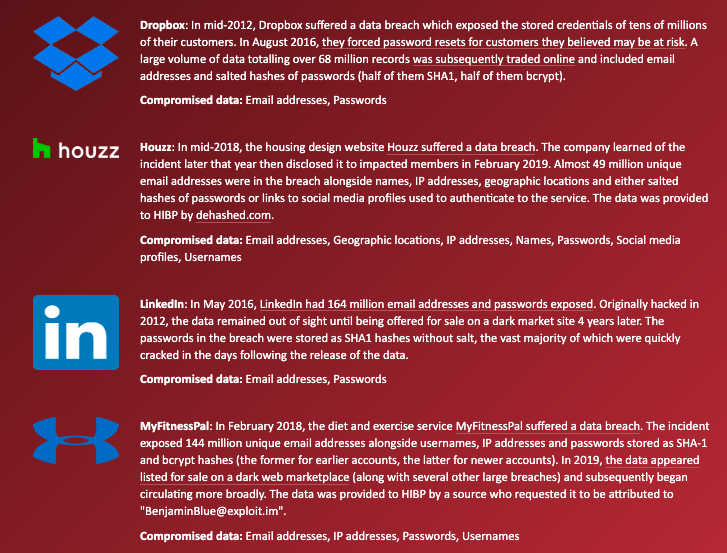 Dropbox: In mid-2012, Dropbox suffered a data breach which exposed the stored credentials of tens of millions
of their customers. In August 2016, they forced password resets for customers they believed may be at risk. A
large volume of data totalling over 68 million records was subsequently traded online and included email
addresses and salted hashes of passwords (half of them SHA1, half of them bcrypt).
Compromised data: Email addresses, Passwords
houzz
Houzz: In mid-2018, the housing design website Houzz suffered a data breach. The company learned of the
incident later that year then disclosed it to impacted members in February 2019. Almost 49 million unique
email addresses were in the breach alongside names, IP addresses, geographic locations and either salted
hashes of passwords or links to social media profiles used to authenticate to the service. The data was provided
to HIBP by dehashed.com.
Compromised data: Email addresses, Geographic locations, IP addresses, Names, Passwords, Social media
profiles, Usernames
in
LinkedIn: In May 2016, LinkedIn had 164 million email addresses and passwords exposed. Originally hacked in
2012, the data remained out of sight until being offered for sale on a dark market site 4 years later. The
passwords in the breach were stored as SHA1 hashes without salt, the vast majority of which were quickly
cracked in the days following the release of the data.
Compromised data: Email addresses, Passwords
MyFitnessPal: In February 2018, the diet and exercise service MyFitnessPal suffered a data breach. The incident
exposed 144 million unique email addresses alongside usernames, IP addresses and passwords stored as SHA-1
and bcrypt hashes (the former for earlier accounts, the latter for newer accounts). In 2019, the data appeared
listed for sale on a dark web marketplace (along with several other large breaches) and subsequently began
circulating more broadly. The data was provided to HIBP by a source who requested it to be attributed to
"BenjaminBlue@exploit.im".
Compromised data: Email addresses, IP addresses, Passwords, Usernames